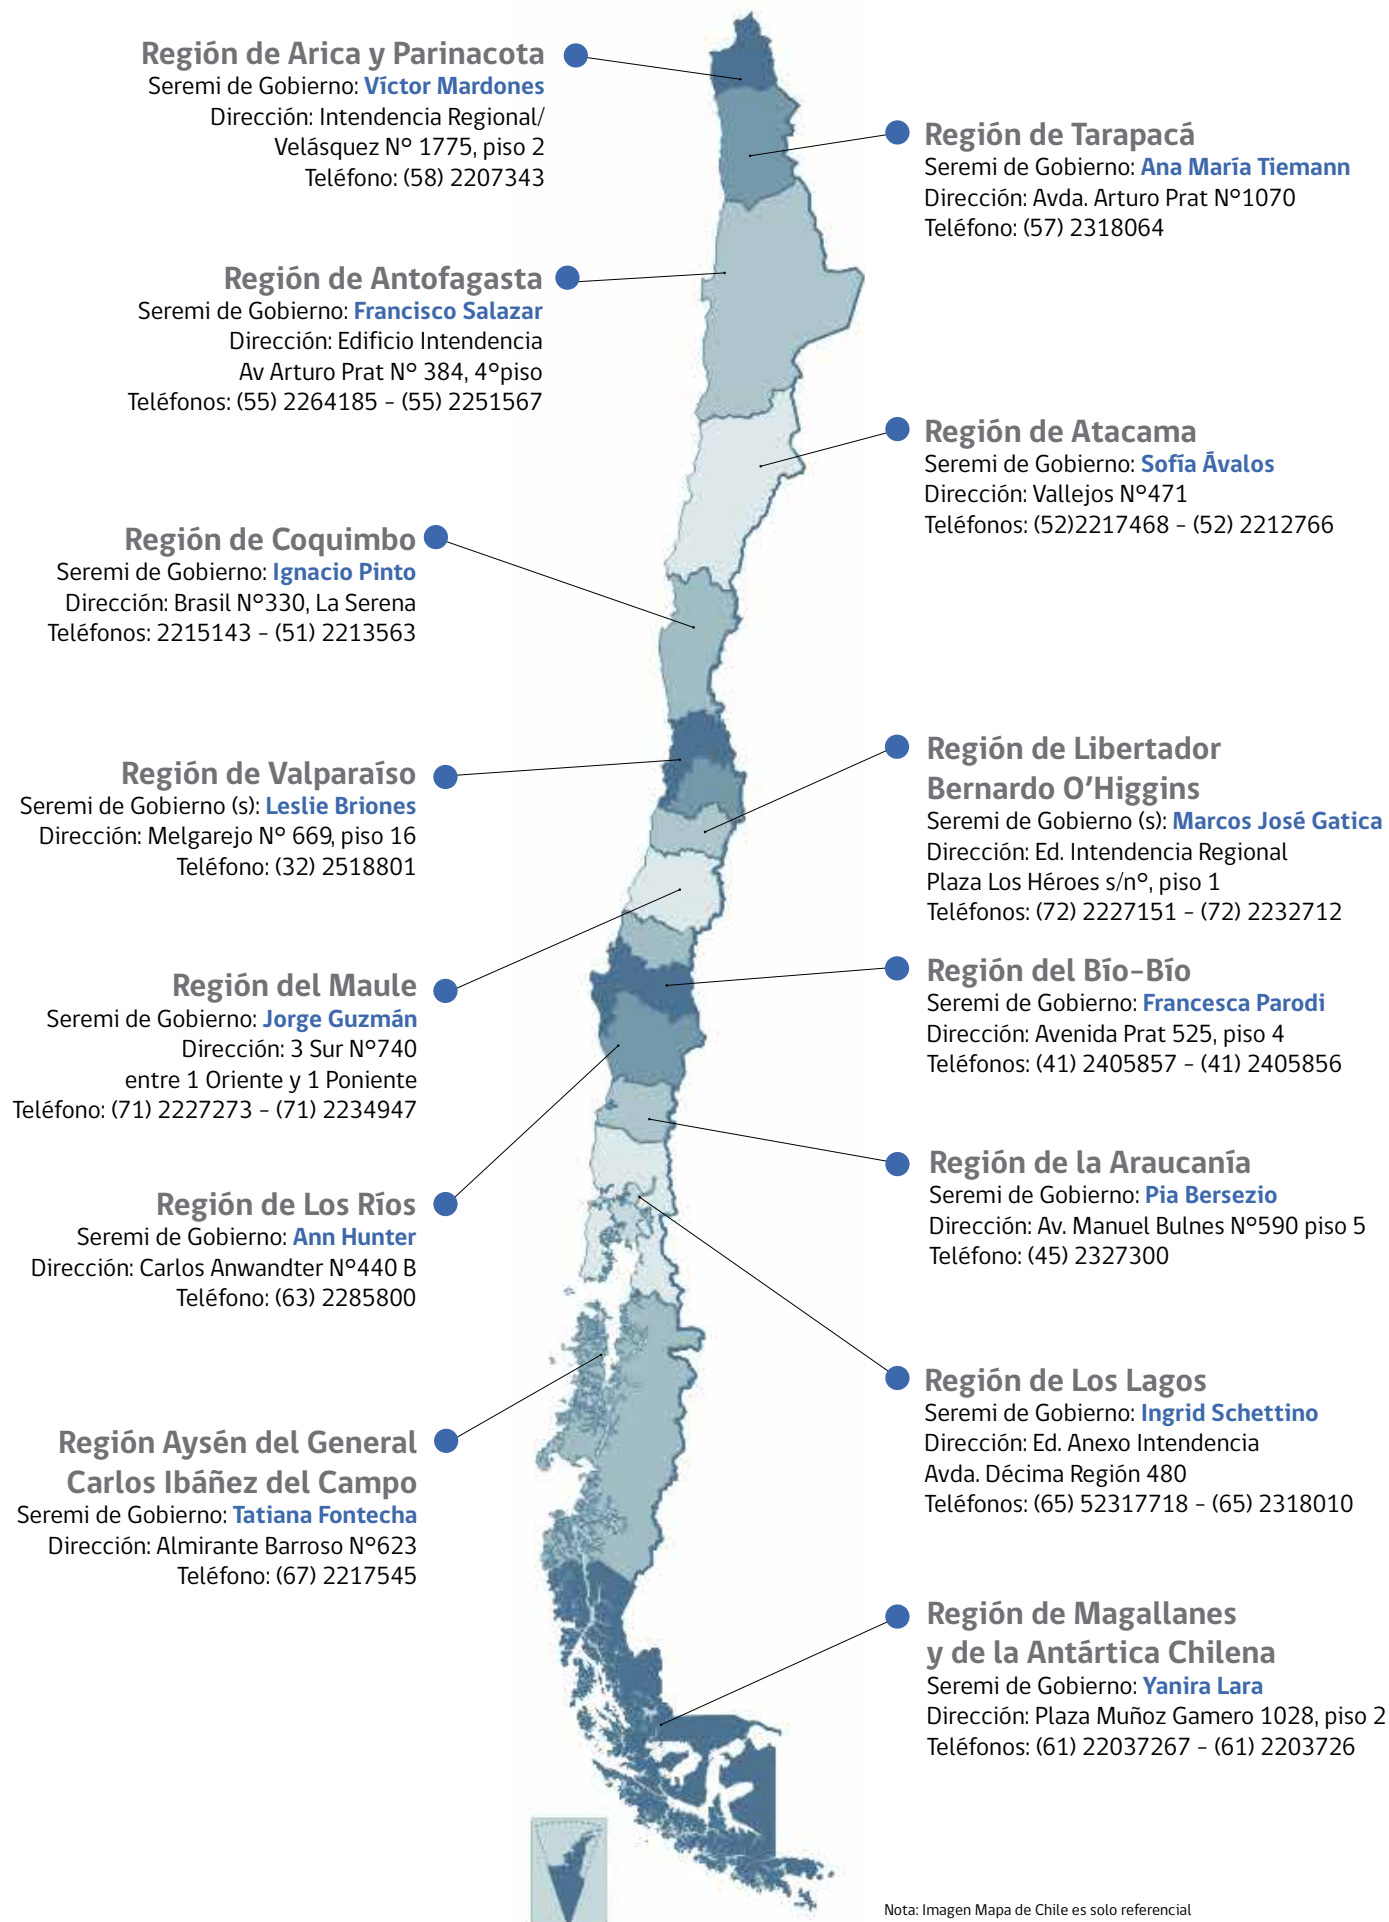 Región de Arica y Parinacota
Seremi de Gobierno: Víctor Mardones
Dirección: Intendencia Regional/
Velásquez N° 1775, piso 2
Teléfono: (58) 2207343
Región de Tarapacá
Seremi de Gobierno: Ana María Tiemann
Dirección: Avda. Arturo Prat N°1070
Teléfono: (57) 2318064
Región de Antofagasta
Seremi de Gobierno: Francisco Salazar
Dirección: Edificio Intendencia
Av Arturo Prat N° 384, 4°piso
Teléfonos: (55) 2264185 - (55) 2251567
Región de Atacama
Seremi de Gobierno: Sofía Ávalos
Dirección: Vallejos N°471
Teléfonos: (52)2217468 - (52) 2212766
Región de Coquimbo
Seremi de Gobierno: Ignacio Pinto
Dirección: Brasil N°330, La Serena
Teléfonos: 2215143 - (51) 2213563
Región de Valparaíso
Seremi de Gobierno (s): Leslie Briones
Dirección: Melgarejo N° 669, piso 16
Teléfono: (32) 2518801
Región de Libertador
Bernardo O'Higgins
Seremi de Gobierno (s): Marcos José Gatica
Dirección: Ed. Intendencia Regional
Plaza Los Héroes s/n°, piso 1
Teléfonos: (72) 2227151 - (72) 2232712
Región del Maule
Seremi de Gobierno: Jorge Guzmán
Dirección: 3 Sur N°740
entre 1 Oriente y 1 Poniente
Teléfono: (71) 2227273 - (71) 2234947
Región del Bío-Bío
Seremi de Gobierno: Francesca Parodi
Dirección: Avenida Prat 525, piso 4
Teléfonos: (41) 2405857 - (41) 2405856
Región de la Araucanía
Seremi de Gobierno: Pia Bersezio
Dirección: Av. Manuel Bulnes N°590 piso 5
Teléfono: (45) 2327300
Región de Los Ríos
Seremi de Gobierno: Ann Hunter
Dirección: Carlos Anwandter N°440 B
Teléfono: (63) 2285800
Región de Los Lagos
Seremi de Gobierno: Ingrid Schettino
Dirección: Ed. Anexo Intendencia
Avda. Décima Región 480
Teléfonos: (65) 52317718 - (65) 2318010
Región Aysén del General
Carlos Ibáñez del Campo
Seremi de Gobierno: Tatiana Fontecha
Dirección: Almirante Barroso N°623
Teléfono: (67) 2217545
Región de Magallanes
y de la Antártica Chilena
Seremi de Gobierno: Yanira Lara
Dirección: Plaza Muñoz Gamero 1028, piso 2
Teléfonos: (61) 22037267 - (61) 2203726
Nota: Imagen Mapa de Chile es solo referencial